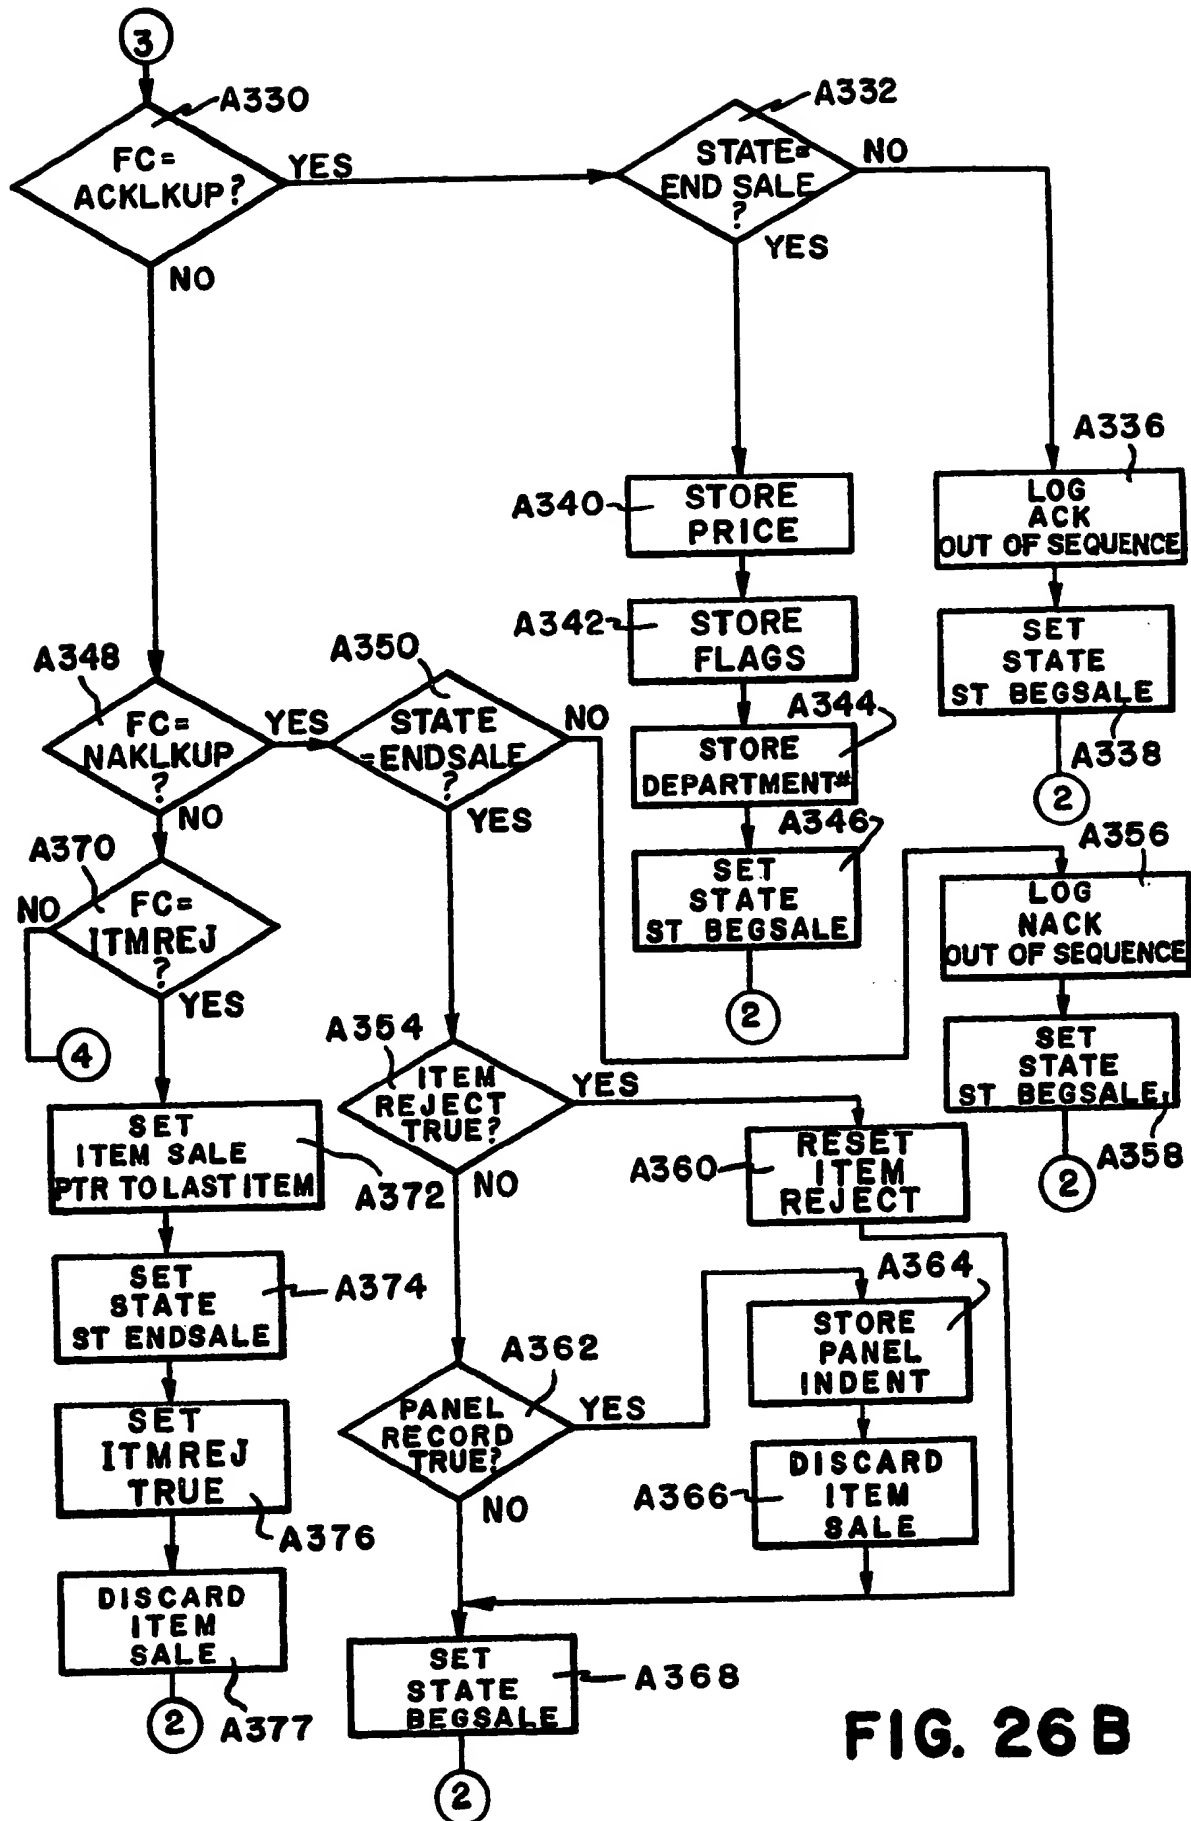 3
A330
FC=
ACKLKUP?
YES
NO
A332
STATE=
END SALE
?
NO
YES
A336
LOG
ACK
OUT OF SEQUENCE
SET
STATE
ST BEGSALE
A338
2
A340
STORE
PRICE
A342
STORE
FLAGS
A344
STORE
DEPARTMENT#
A346
SET
STATE
ST BEGSALE
2
A348
FC=
NAKLKUP
?
YES
NO
A350
STATE
=ENDSALE
?
NO
YES
A356
LOG
NACK
OUT OF SEQUENCE
SET
STATE
ST BEGSALE
A358
2
A370
FC=
ITMREJ
?
NO
YES
4
A354
ITEM
REJECT
TRUE?
YES
NO
A360
RESET
ITEM
REJECT
SET
ITEM SALE
PTR TO LAST ITEM
A372
SET
STATE
ST ENDSALE
A374
SET
ITMREJ
TRUE
A376
DISCARD
ITEM
SALE
A377
2
A362
PANEL
RECORD
TRUE?
YES
NO
A364
STORE
PANEL
INDENT
A366
DISCARD
ITEM
SALE
SET
STATE
BEGSALE
A368
2
FIG. 26B